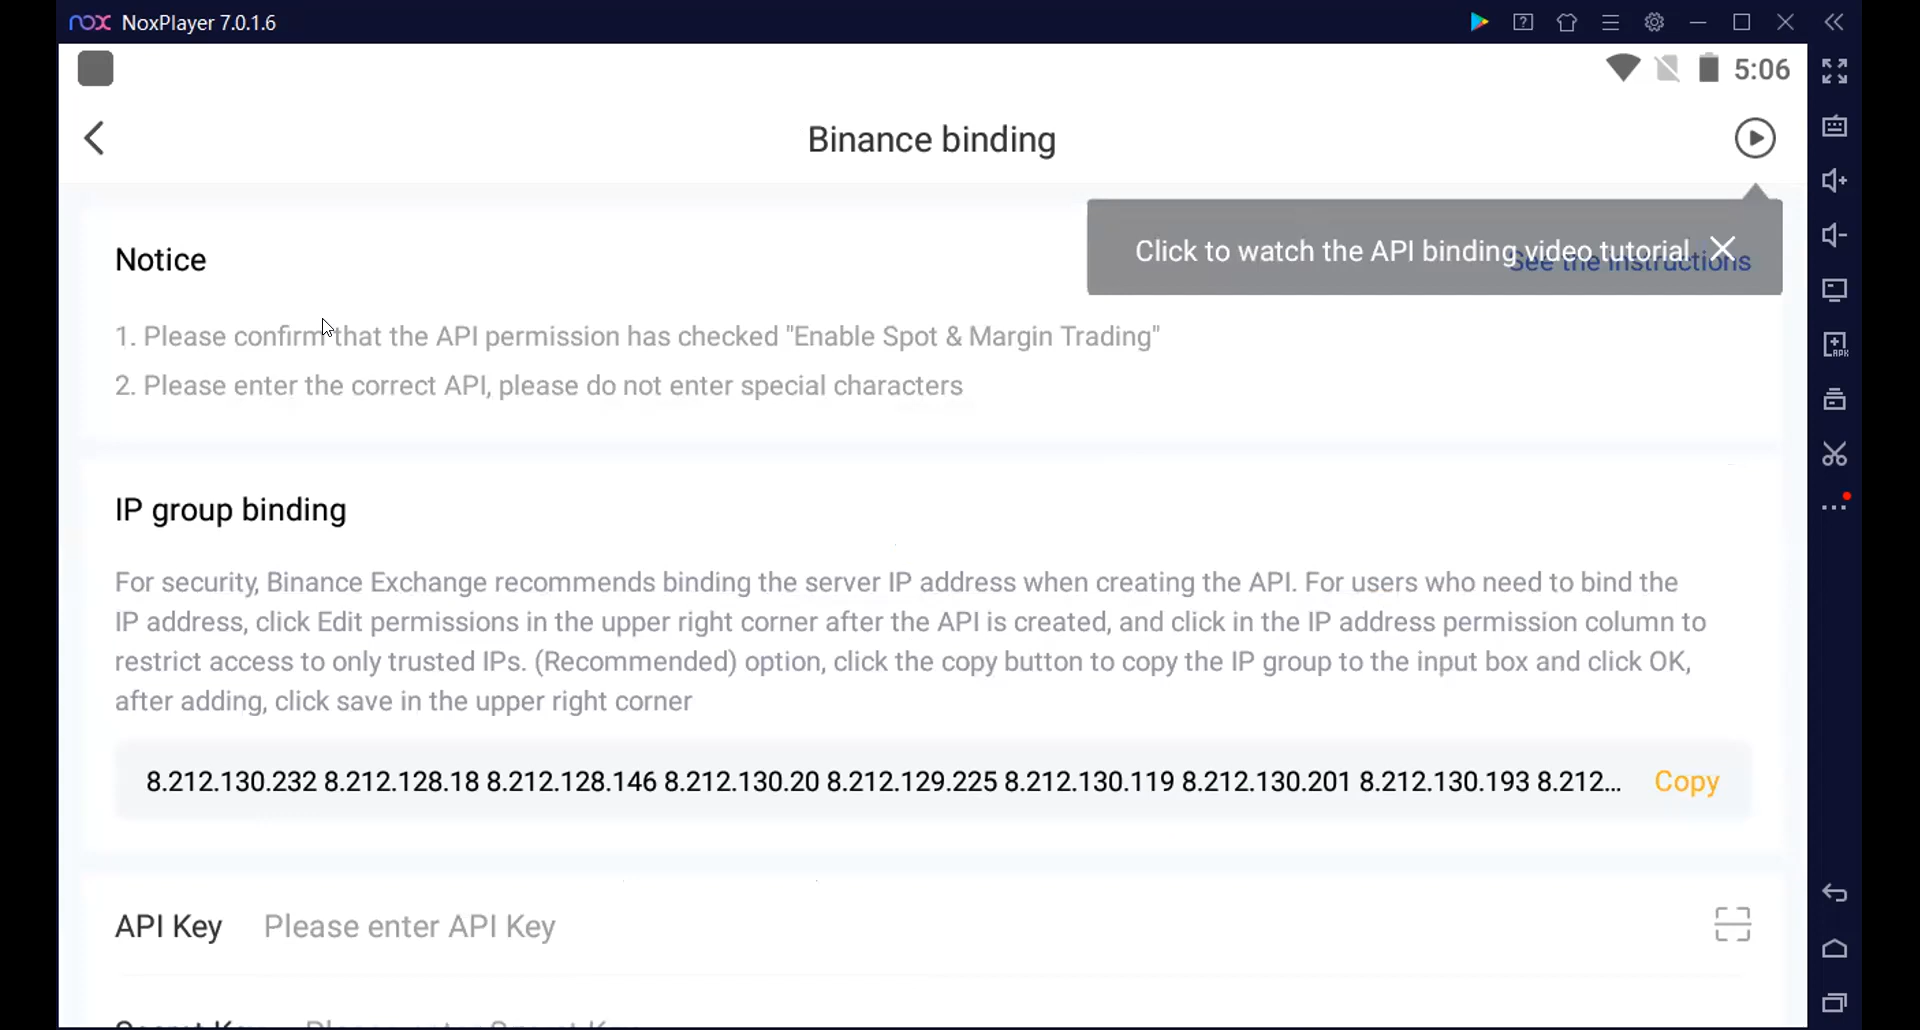 nox NoxPlayer 7.0.1.6
5:06
Binance binding
Click to watch the API binding video tutorial
See the instructions
Notice
1. Please confirm that the API permission has checked "Enable Spot & Margin Trading"
2. Please enter the correct API, please do not enter special characters
IP group binding
For security, Binance Exchange recommends binding the server IP address when creating the API. For users who need to bind the
IP address, click Edit permissions in the upper right corner after the API is created, and click in the IP address permission column to
restrict access to only trusted IPs. (Recommended) option, click the copy button to copy the IP group to the input box and click OK,
after adding, click save in the upper right corner
8.212.130.232 8.212.128.18 8.212.128.146 8.212.130.20 8.212.129.225 8.212.130.119 8.212.130.201 8.212.130.193 8.212... Copy
API Key Please enter API Key